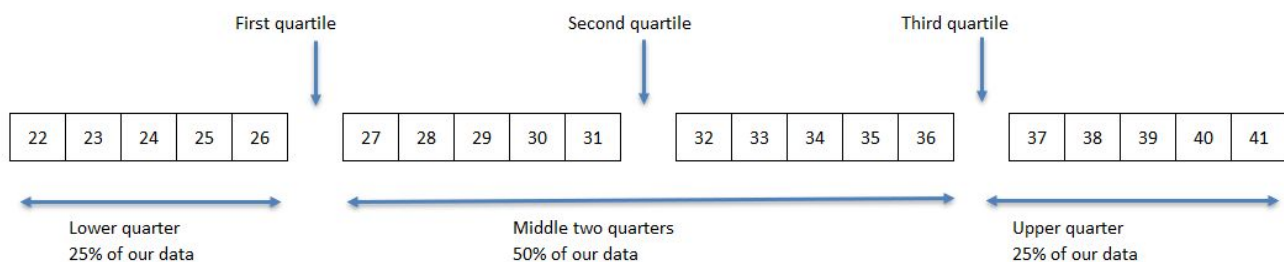 First quartile Second quartile Third quartile
22 23 24 25 26 27 28 29 30 31 32 33 34 35 36 37 38 39 40 41
Lower quarter Middle two quarters Upper quarter
25% of our data 50% of our data 25% of our data